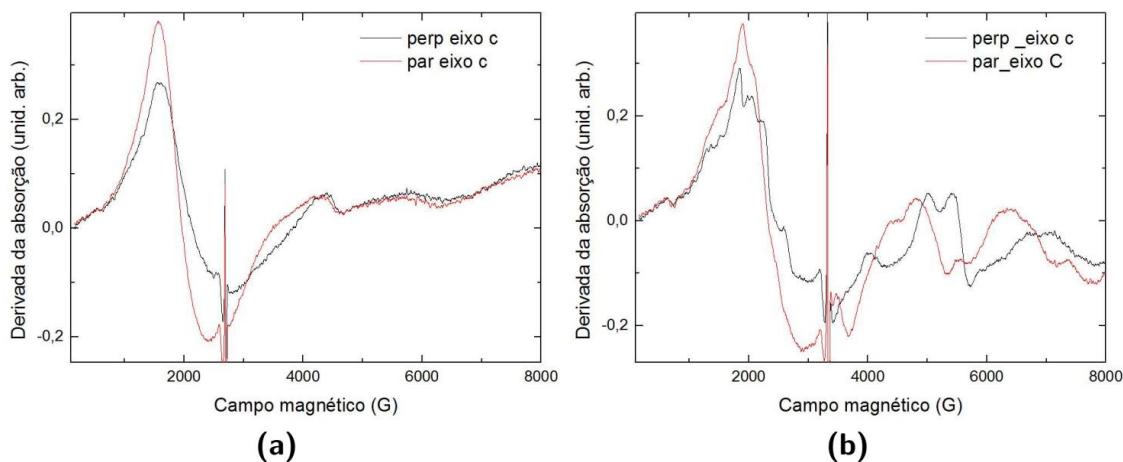 perp eixo c
par eixo c
Derivada da absorção (unid. arb.)
0,2
0,0
-0,2
2000 4000 6000 8000
Campo magnético (G)
(a)
perp _eixo c
par_eixo C
Derivada da absorção (unid. arb.)
0,2
0,0
-0,2
2000 4000 6000 8000
Campo magnético (G)
(b)